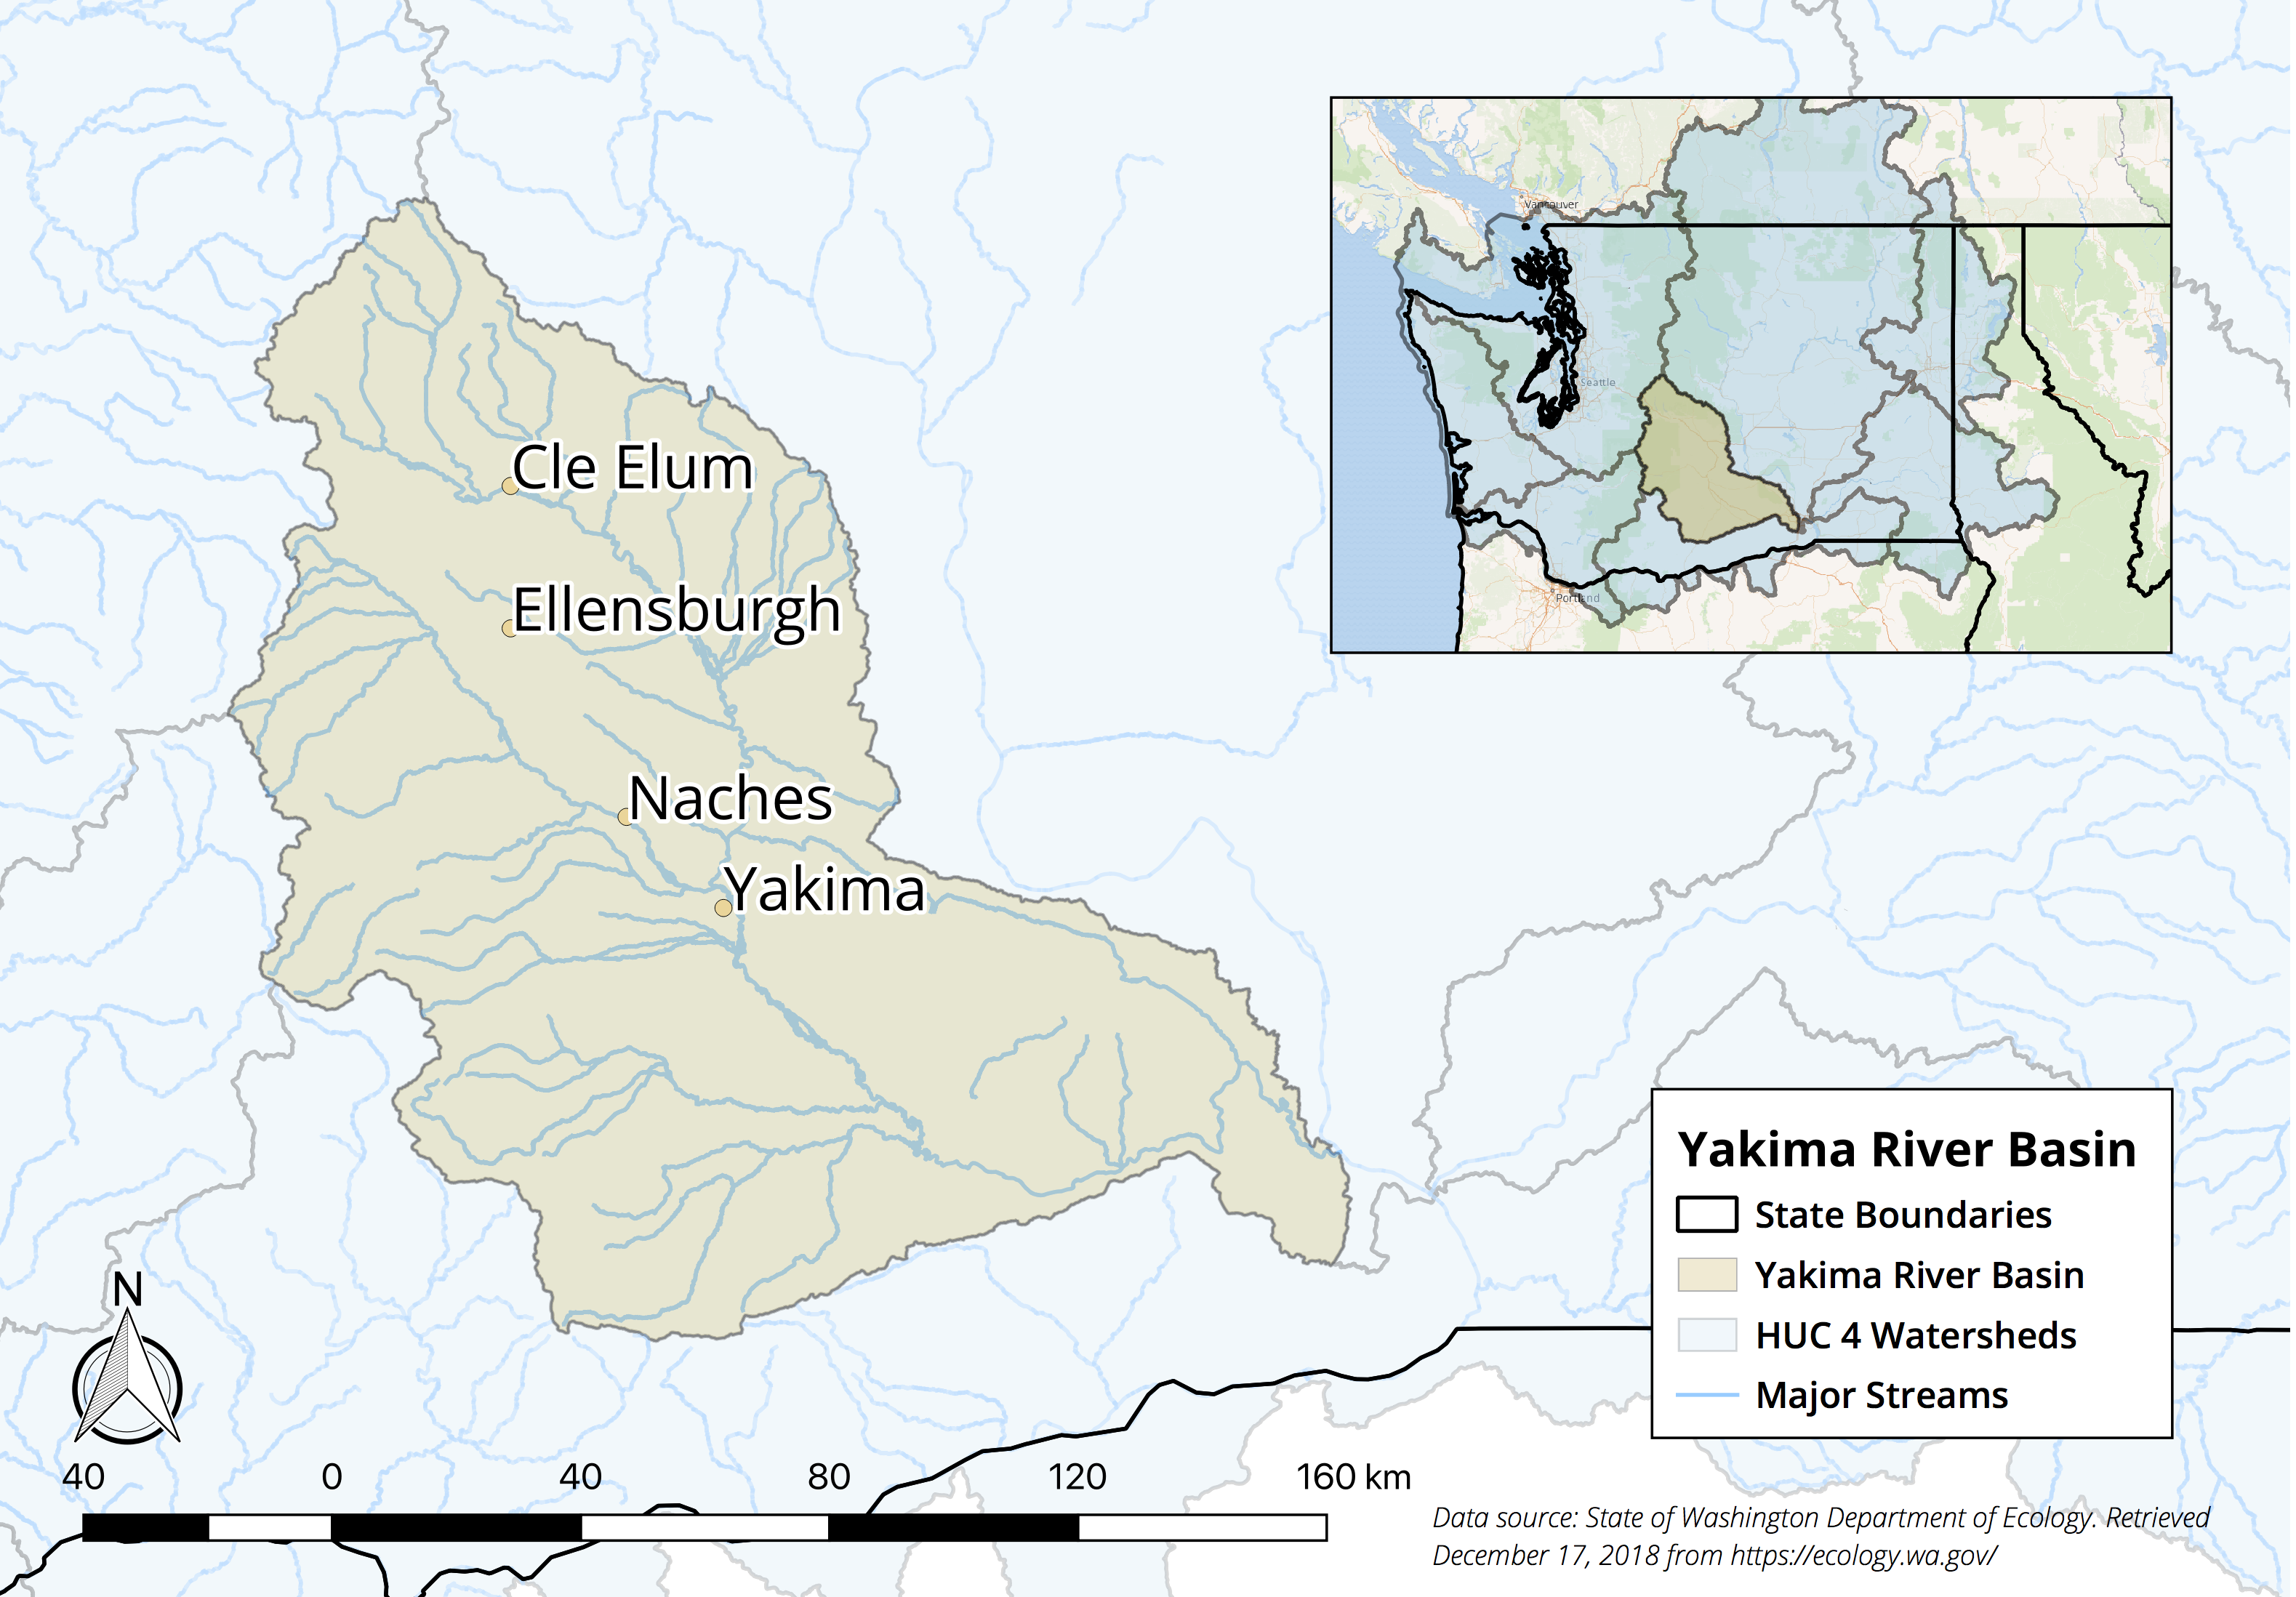 Vancouver
Seattle
Portland
Cle Elum
Ellensburgh
Naches
Yakima
Yakima River Basin
State Boundaries
Yakima River Basin
HUC 4 Watersheds
Major Streams
N
40 0 40 80 120 160 km
Data source: State of Washington Department of Ecology. Retrieved
December 17, 2018 from https://ecology.wa.gov/